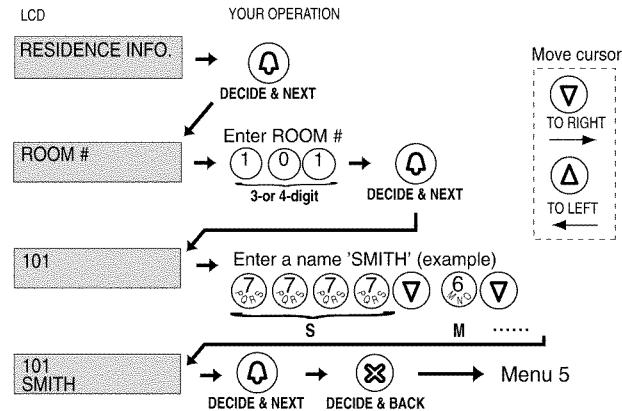 LCD
YOUR OPERATION
RESIDENCE INFO.
DECIDE & NEXT
Move cursor
TO RIGHT
TO LEFT
ROOM #
Enter ROOM #
1 0 1
3-or 4-digit
DECIDE & NEXT
101
Enter a name 'SMITH' (example)
7 PQRS 7 PQRS 7 PQRS 7 PQRS 6 MNO
S M ······
101
SMITH
DECIDE & NEXT DECIDE & BACK
Menu 5